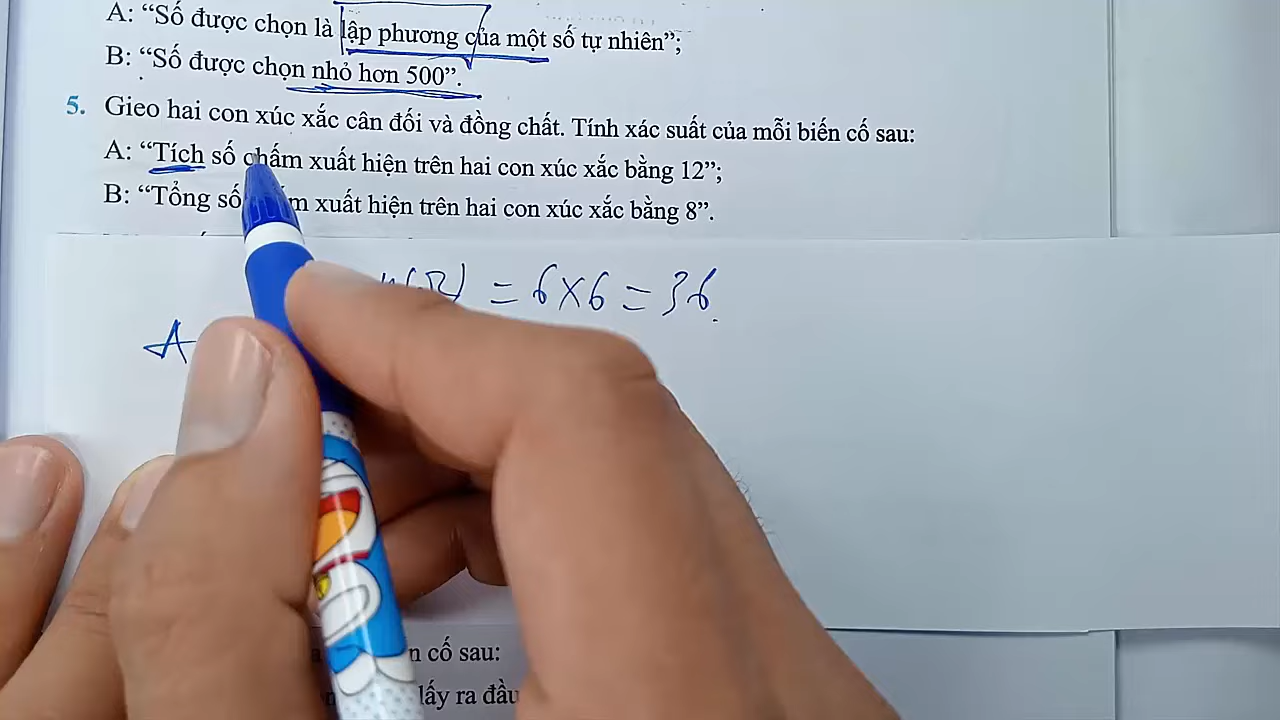 A: “Số được chọn là lập phương của một số tự nhiên”;
B: “Số được chọn nhỏ hơn 500”.
5. Gieo hai con xúc xắc cân đối và đồng chất. Tính xác suất của mỗi biến cố sau:
A: “Tích số chấm xuất hiện trên hai con xúc xắc bằng 12”;
B: “Tổng số xuất hiện trên hai con xúc xắc bằng 8”.
= 6 × 6 = 36.
A
cố sau:
lấy ra đầu